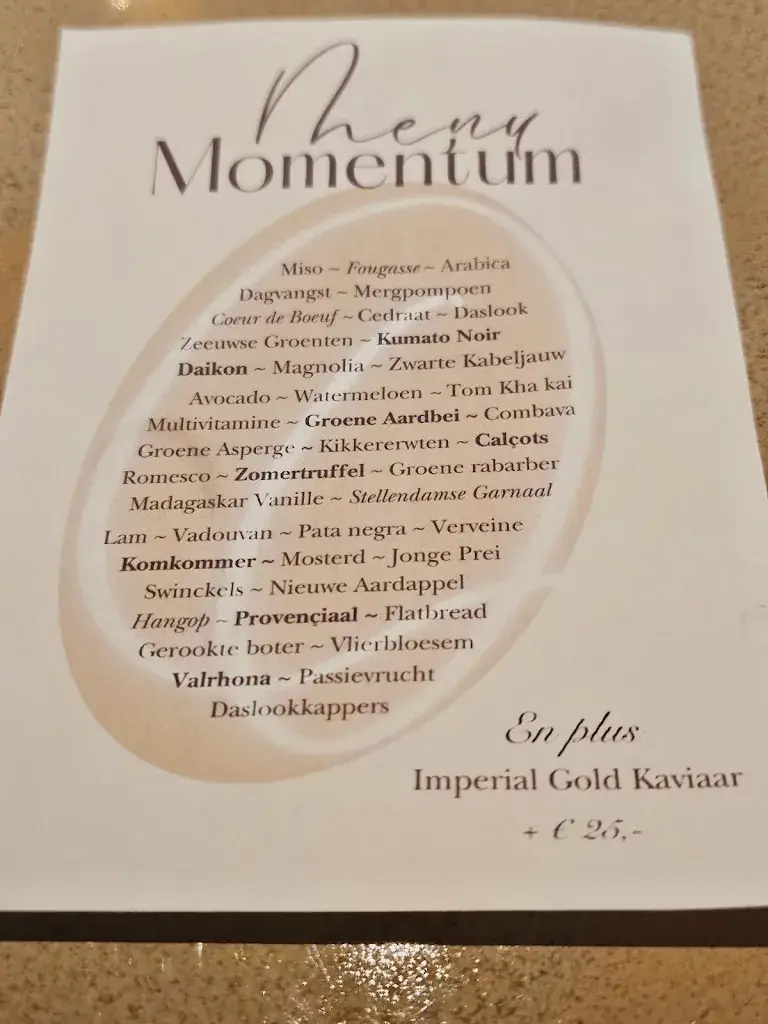 Menu
Momentum
Miso ~ Fougasse ~ Arabica
Dagvangst ~ Mergpompoen
Coeur de Boeuf ~ Cedraat ~ Daslook
Zeeuwse Groenten ~ Kumato Noir
Daikon ~ Magnolia ~ Zwarte Kabeljauw
Avocado ~ Watermeloen ~ Tom Kha kai
Multivitamine ~ Groene Aardbei ~ Combava
Groene Asperge ~ Kikkererwten ~ Calçots
Romesco ~ Zomertruffel ~ Groene rabarber
Madagaskar Vanille ~ Stellendamse Garnaal
Lam ~ Vadouvan ~ Pata negra ~ Verveine
Komkommer ~ Mosterd ~ Jonge Prei
Swinckels ~ Nieuwe Aardappel
Hangop ~ Provençiaal ~ Flatbread
Gerookte boter ~ Vlierbloesem
Valrhona ~ Passievrucht
Daslookkappers
En plus
Imperial Gold Kaviaar
+ € 25,-